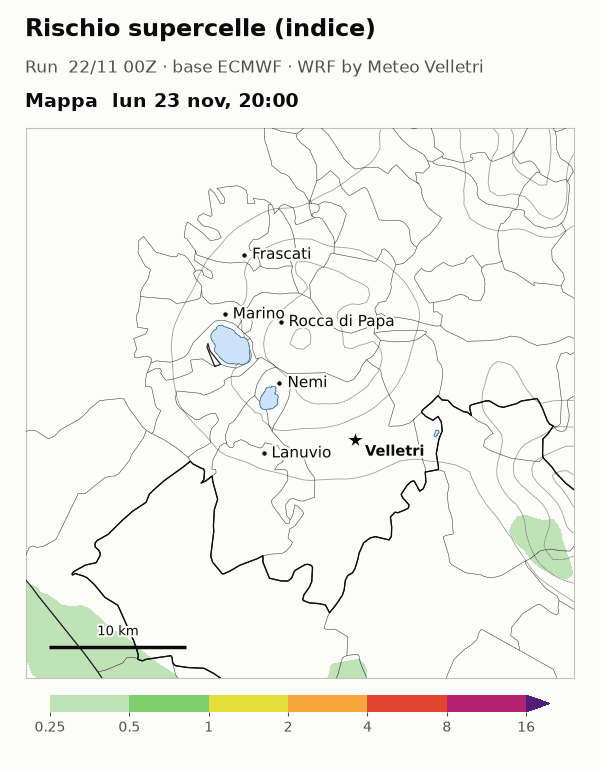 Rischio supercelle (indice)
Run 22/11 00Z · base ECMWF · WRF by Meteo Velletri
Mappa lun 23 nov, 20:00
Frascati
Marino
Rocca di Papa
Nemi
Velletri
Lanuvio
10 km
0.25 0.5 1 2 4 8 16